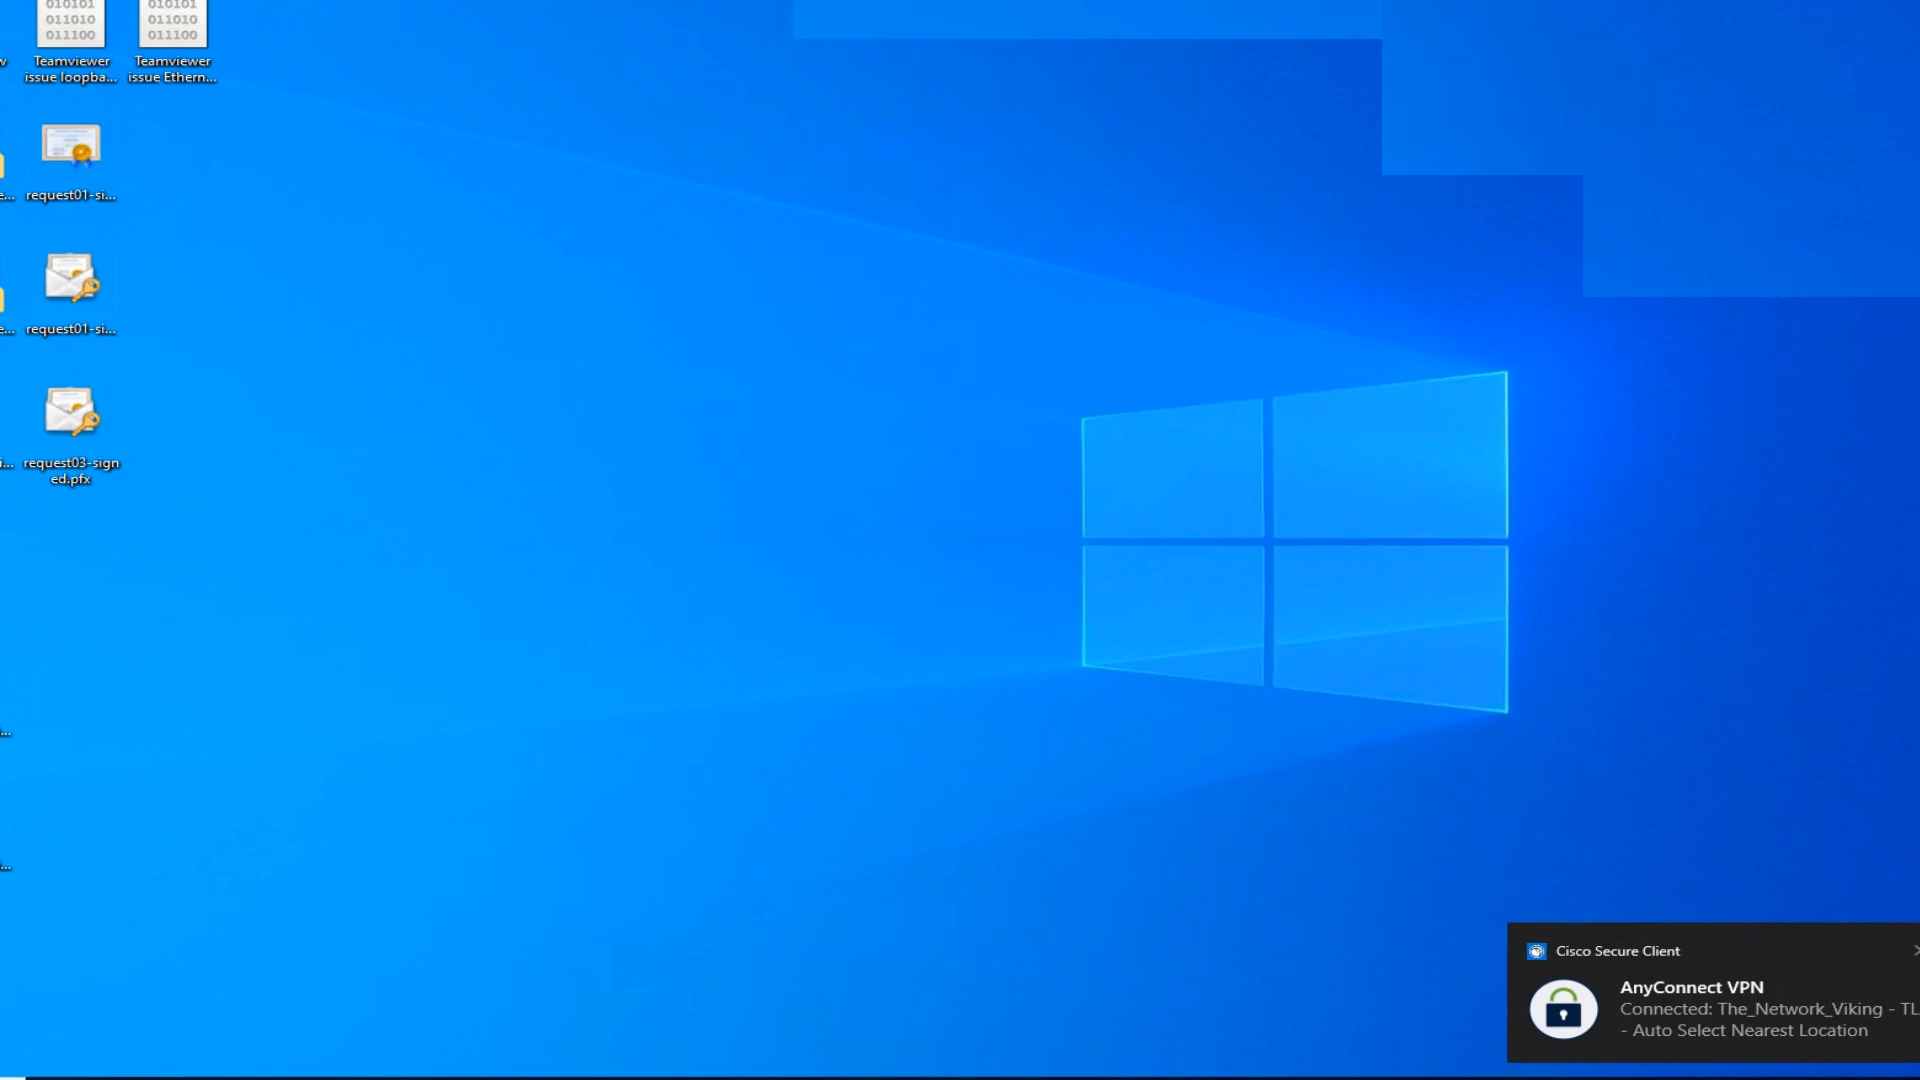 010101
011010
011100
010101
011010
011100
Teamviewer
issue loopba...
Teamviewer
issue Ethern...
request01-si...
request01-si...
request03-sign
ed.pfx
Cisco Secure Client
AnyConnect VPN
Connected: The_Network_Viking - TL
- Auto Select Nearest Location